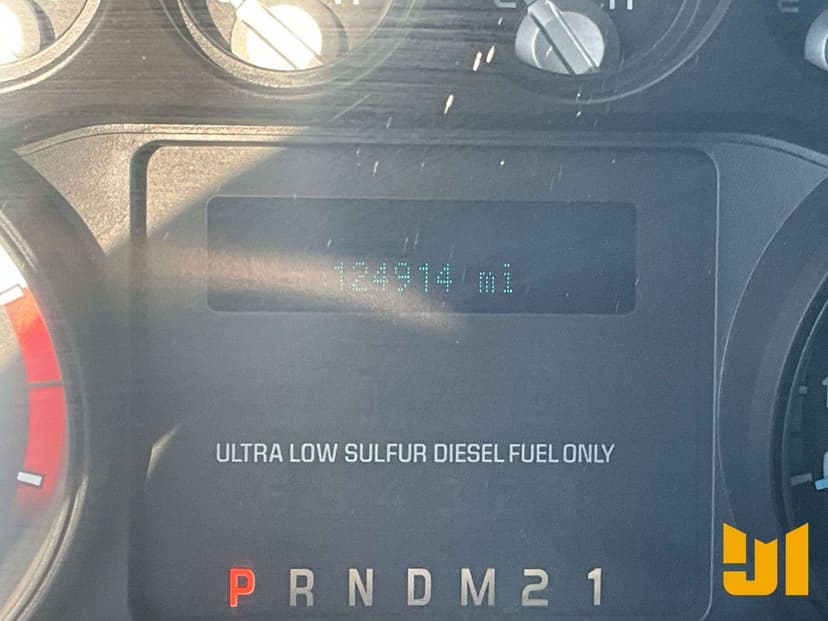 124914 mi
ULTRA LOW SULFUR DIESEL FUEL ONLY
P R N D M 2 1